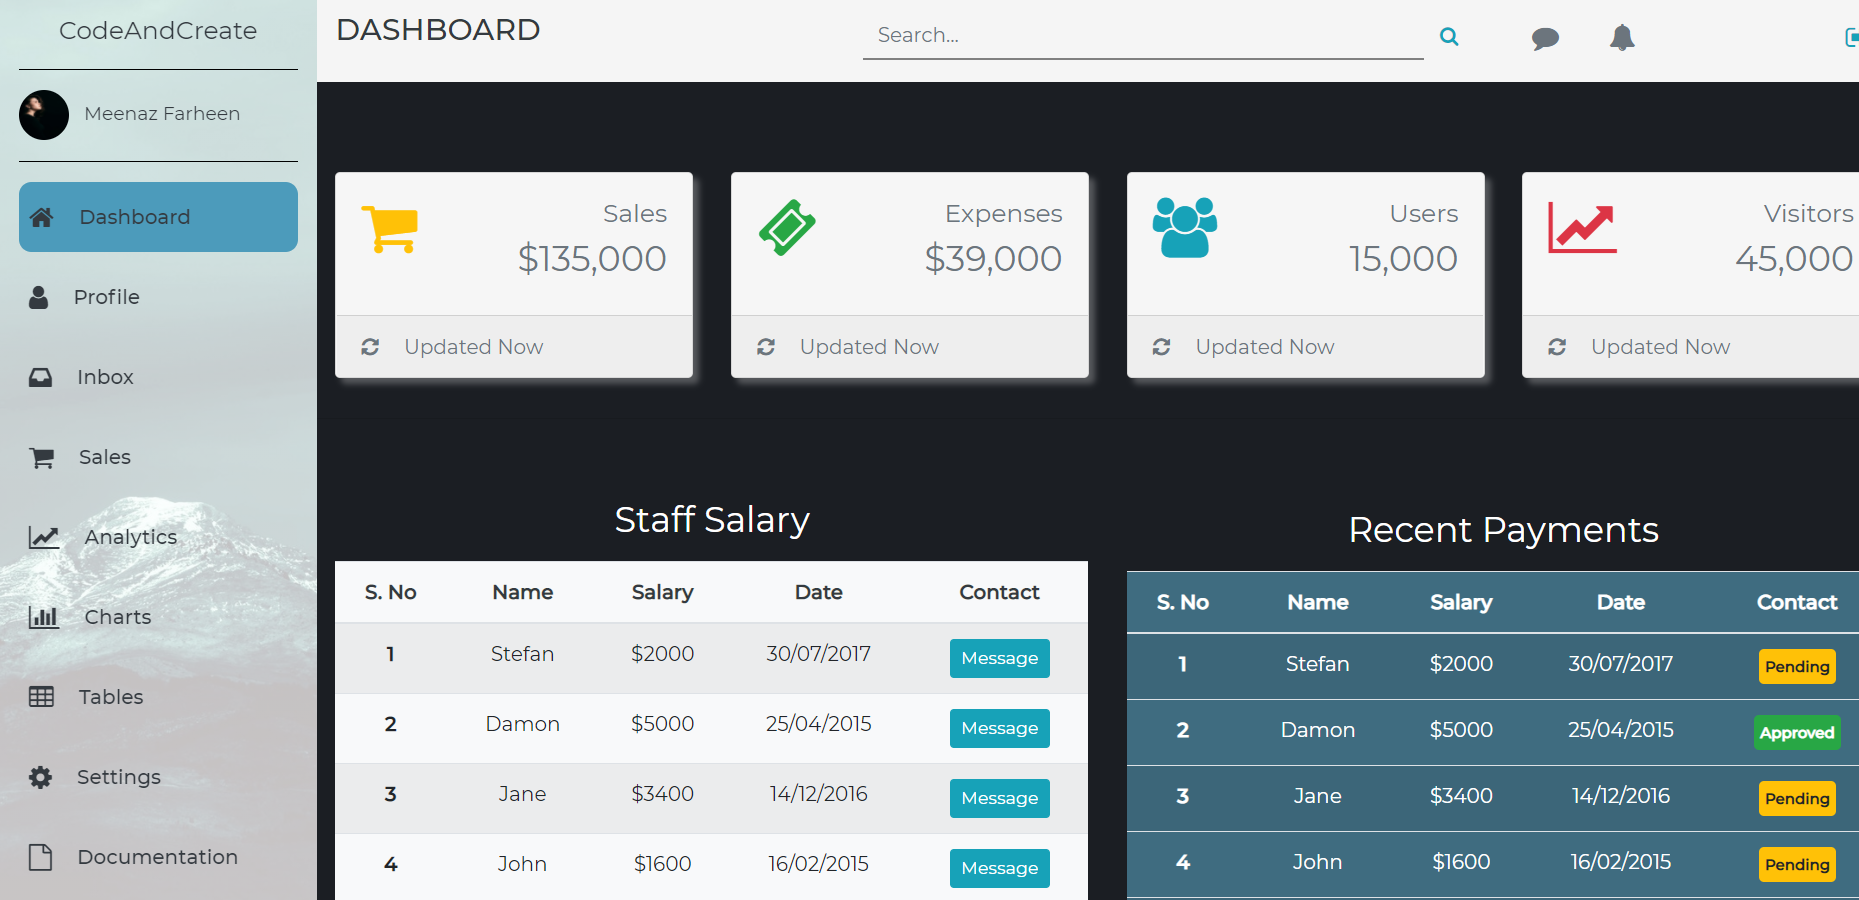 CodeAndCreate
Meenaz Farheen
Dashboard
Profile
Inbox
Sales
Analytics
Charts
Tables
Settings
Documentation
DASHBOARD
Search...
Sales
$135,000
Updated Now
Expenses
$39,000
Updated Now
Users
15,000
Updated Now
Visitors
45,000
Updated Now
Staff Salary
S. No Name Salary Date Contact
1 Stefan $2000 30/07/2017 Message
2 Damon $5000 25/04/2015 Message
3 Jane $3400 14/12/2016 Message
4 John $1600 16/02/2015 Message
Recent Payments
S. No Name Salary Date Contact
1 Stefan $2000 30/07/2017 Pending
2 Damon $5000 25/04/2015 Approved
3 Jane $3400 14/12/2016 Pending
4 John $1600 16/02/2015 Pending